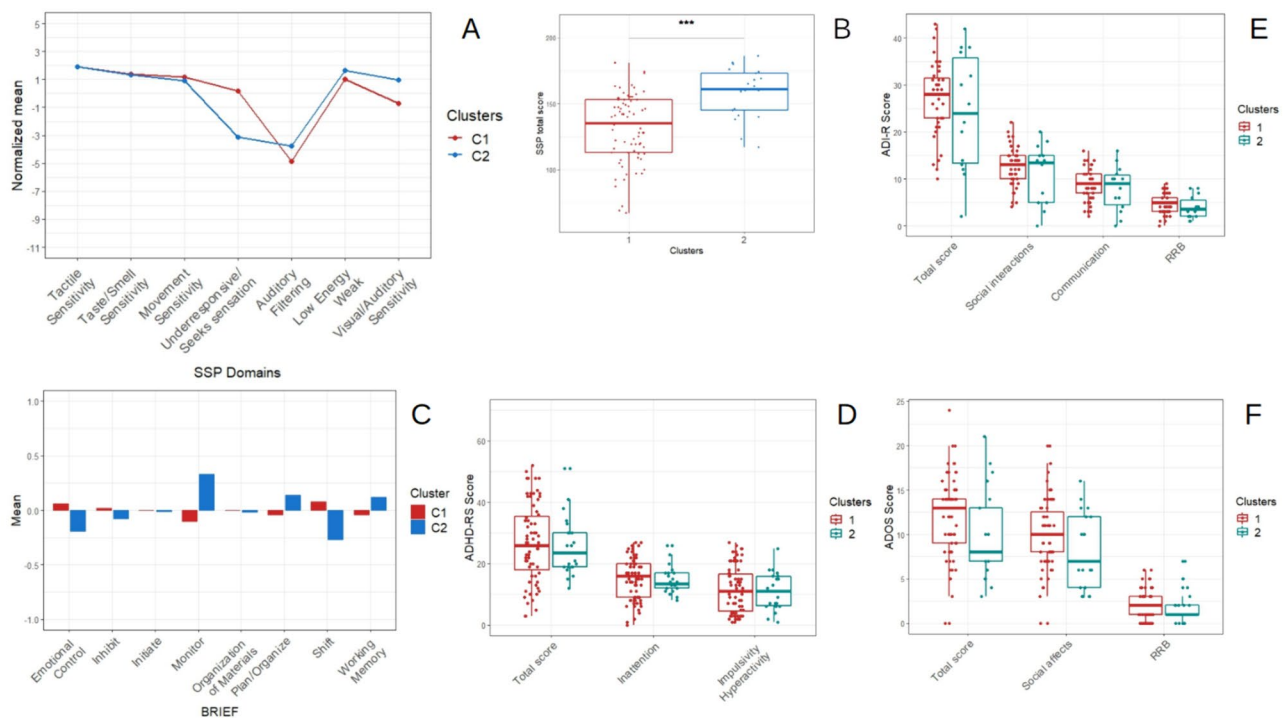 5
3
1
-1
-3
-5
-7
-9
-11
Normalized mean
Tactile
Sensitivity
Taste/Smell
Sensitivity
Movement
Sensitivity
Underresponsive/
Seeks sensation
Auditory
Filtering
Low Energy
Weak
Visual/Auditory
Sensitivity
SSP Domains
A
Clusters
C1
C2
200
150
100
SSP total score
***
1
2
Clusters
B
40
30
20
10
0
ADI-R Score
Total score
Social interactions
Communication
RRB
E
Clusters
1
2
1.0
0.5
0.0
-0.5
-1.0
Mean
Emotional
Control
Inhibit
Initiate
Monitor
Organization
of Materials
Plan/Organize
Shift
Working
Memory
BRIEF
C
Cluster
C1
C2
60
40
20
0
ADHD-RS Score
Total score
Inattention
Impulsivity
Hyperactivity
D
Clusters
1
2
25
20
15
10
5
0
ADOS Score
Total score
Social affects
RRB
F
Clusters
1
2